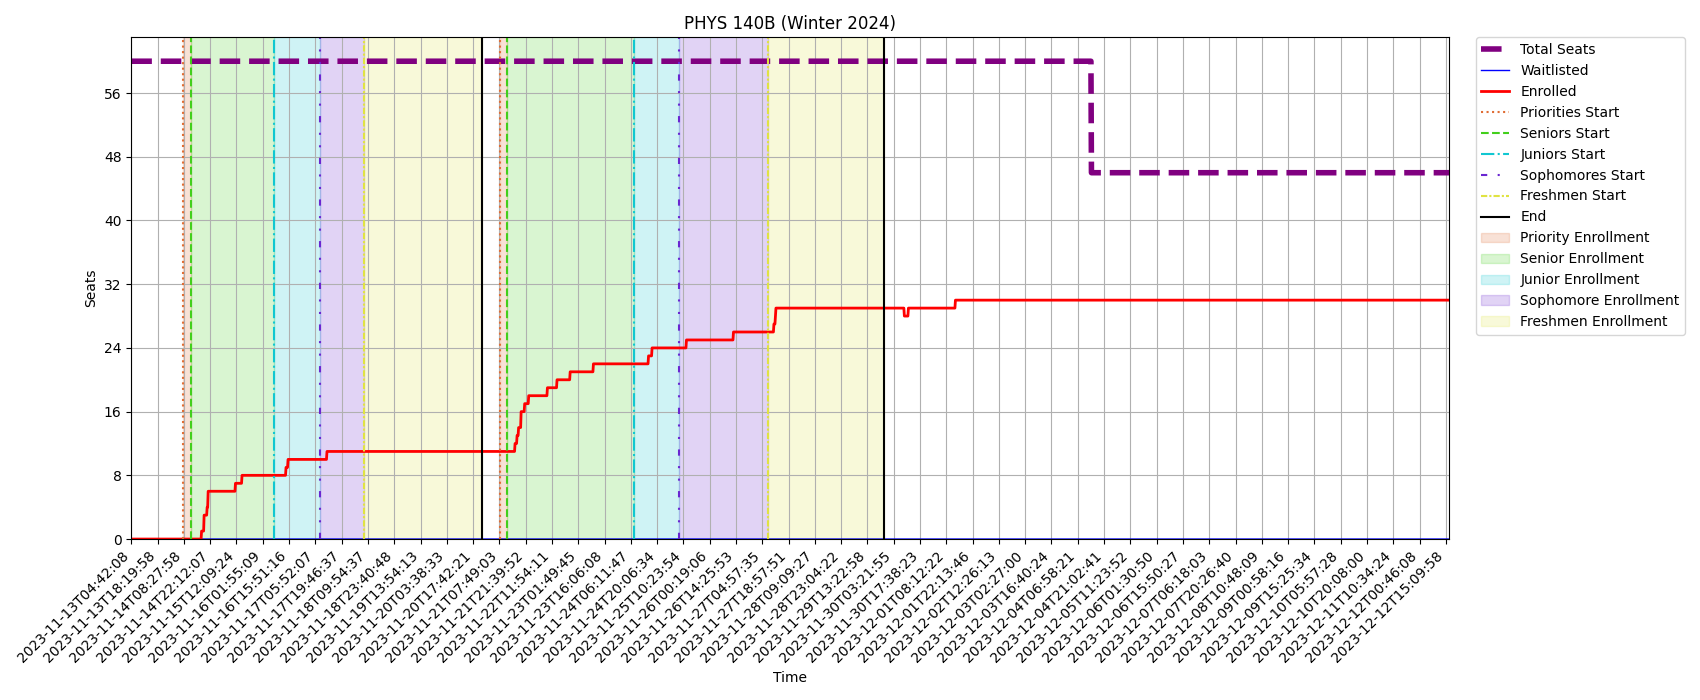 PHYS 140B (Winter 2024)
Seats
56
48
40
32
24
16
8
0
2023-11-13T04:42:08
2023-11-13T18:19:58
2023-11-14T08:27:58
2023-11-14T22:12:07
2023-11-15T12:09:24
2023-11-16T01:55:09
2023-11-16T15:51:16
2023-11-17T05:52:07
2023-11-17T19:46:37
2023-11-18T09:54:37
2023-11-18T23:40:48
2023-11-19T13:54:13
2023-11-20T03:38:33
2023-11-20T17:42:21
2023-11-21T07:49:03
2023-11-21T21:39:52
2023-11-22T11:54:11
2023-11-23T01:49:45
2023-11-23T16:06:08
2023-11-24T06:11:47
2023-11-24T20:06:34
2023-11-25T10:23:54
2023-11-26T00:19:06
2023-11-26T14:25:53
2023-11-27T04:57:35
2023-11-27T18:57:51
2023-11-28T09:09:27
2023-11-28T23:04:22
2023-11-29T13:22:58
2023-11-30T03:21:55
2023-11-30T17:38:23
2023-12-01T08:12:22
2023-12-01T22:13:46
2023-12-02T12:26:13
2023-12-03T03:27:00
2023-12-03T16:40:24
2023-12-04T06:58:21
2023-12-04T21:02:41
2023-12-05T11:23:52
2023-12-06T01:30:50
2023-12-06T15:50:27
2023-12-07T06:18:03
2023-12-07T20:26:40
2023-12-08T10:48:09
2023-12-09T00:58:16
2023-12-09T15:25:34
2023-12-10T05:57:28
2023-12-10T20:08:00
2023-12-11T10:34:24
2023-12-12T00:46:08
2023-12-12T15:09:58
Time
Total Seats
Waitlisted
Enrolled
Priorities Start
Seniors Start
Juniors Start
Sophomores Start
Freshmen Start
End
Priority Enrollment
Senior Enrollment
Junior Enrollment
Sophomore Enrollment
Freshmen Enrollment